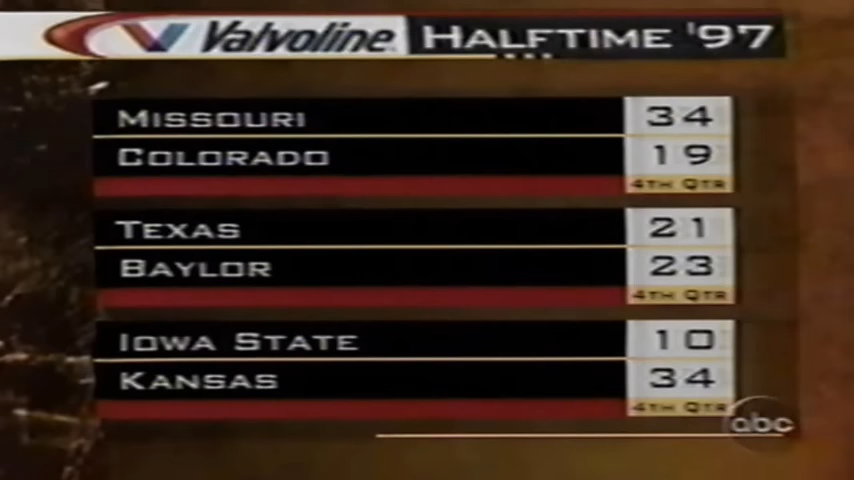 Valvoline HALFTIME '97
MISSOURI 34
COLORADO 19
4TH QTR
TEXAS 21
BAYLOR 23
4TH QTR
IOWA STATE 10
KANSAS 34
4TH QTR
abc